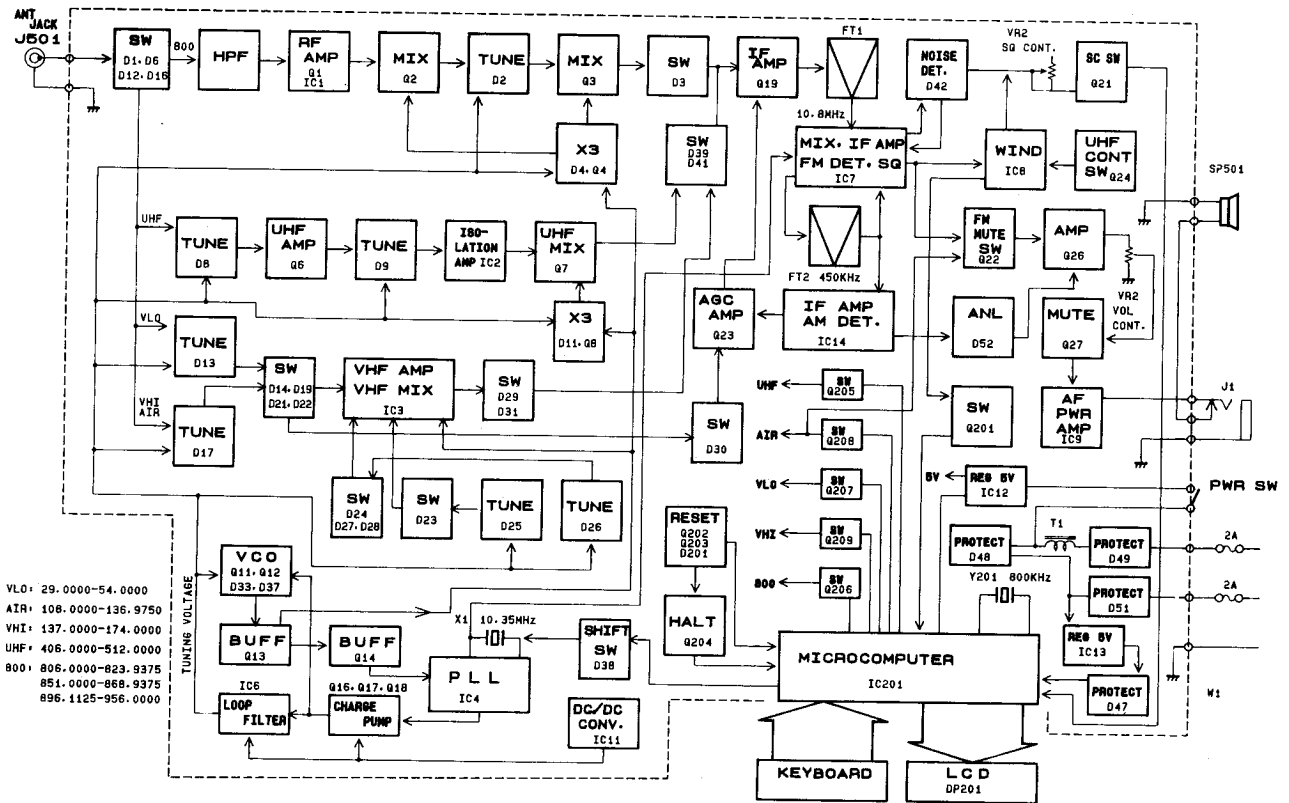 ANT
JACK
J501
SW
D1, D6
D12, D16
800
HPF
RF
AMP
Q1
IC1
MIX
Q2
TUNE
D2
MIX
Q3
SW
D3
IF
AMP
Q19
FT1
NOISE
DET.
D42
VR2
SQ CONT.
SC SW
Q21
10.8MHz
X3
D4, Q4
SW
D39
D41
MIX, IF AMP
FM DET. SQ
IC7
WIND
IC8
UHF
CONT
SW Q24
SP501
UHF
TUNE
D8
UHF
AMP
Q6
TUNE
D9
ISO-
LATION
AMP IC2
UHF
MIX
Q7
FT2 450KHz
FM
MUTE
SW
Q22
AMP
Q26
VR2
VOL
CONT.
X3
D11, Q8
AGC
AMP
Q23
IF AMP
AM DET.
IC14
ANL
D52
MUTE
Q27
VLO
TUNE
D13
SW
D14, D19
D21, D22
VHF AMP
VHF MIX
IC3
SW
D29
D31
VHI
AIR
TUNE
D17
SW
D30
UHF
SW
Q205
AIR
SW
Q208
SW
Q201
AF
PWR
AMP
IC9
J1
SW
D24
D27, D28
SW
D23
TUNE
D25
TUNE
D26
VLO
SW
Q207
5V
REG 5V
IC12
PWR SW
RESET
Q202
Q203
D201
VHI
SW
Q209
PROTECT
D48
T1
PROTECT
D49
2A
800
SW
Q206
Y201 800KHz
PROTECT
D51
2A
VCO
Q11, Q12
D33, D37
HALT
Q204
REG 5V
IC13
PROTECT
D47
W1
VLO: 29.0000-54.0000
AIR: 108.0000-136.9750
VHI: 137.0000-174.0000
UHF: 406.0000-512.0000
800: 806.0000-823.9375
851.0000-868.9375
896.1125-956.0000
TUNING VOLTAGE
BUFF
Q13
BUFF
Q14
X1 10.35MHz
PLL
IC4
SHIFT
SW
D38
MICROCOMPUTER
IC201
IC6
LOOP
FILTER
Q16, Q17, Q18
CHARGE
PUMP
DC/DC
CONV.
IC11
KEYBOARD
LCD
DP201